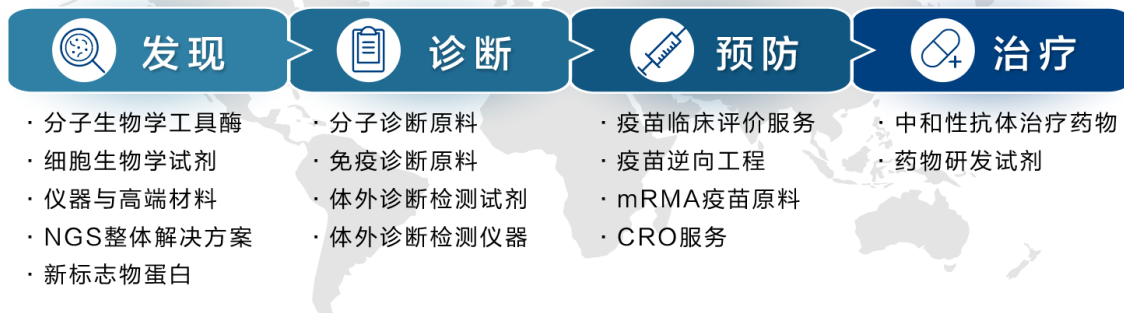 发现
· 分子生物学工具酶
· 细胞生物学试剂
· 仪器与高端材料
· NGS整体解决方案
· 新标志物蛋白
诊断
· 分子诊断原料
· 免疫诊断原料
· 体外诊断检测试剂
· 体外诊断检测仪器
预防
· 疫苗临床评价服务
· 疫苗逆向工程
· mRMA疫苗原料
· CRO服务
治疗
· 中和性抗体治疗药物
· 药物研发试剂